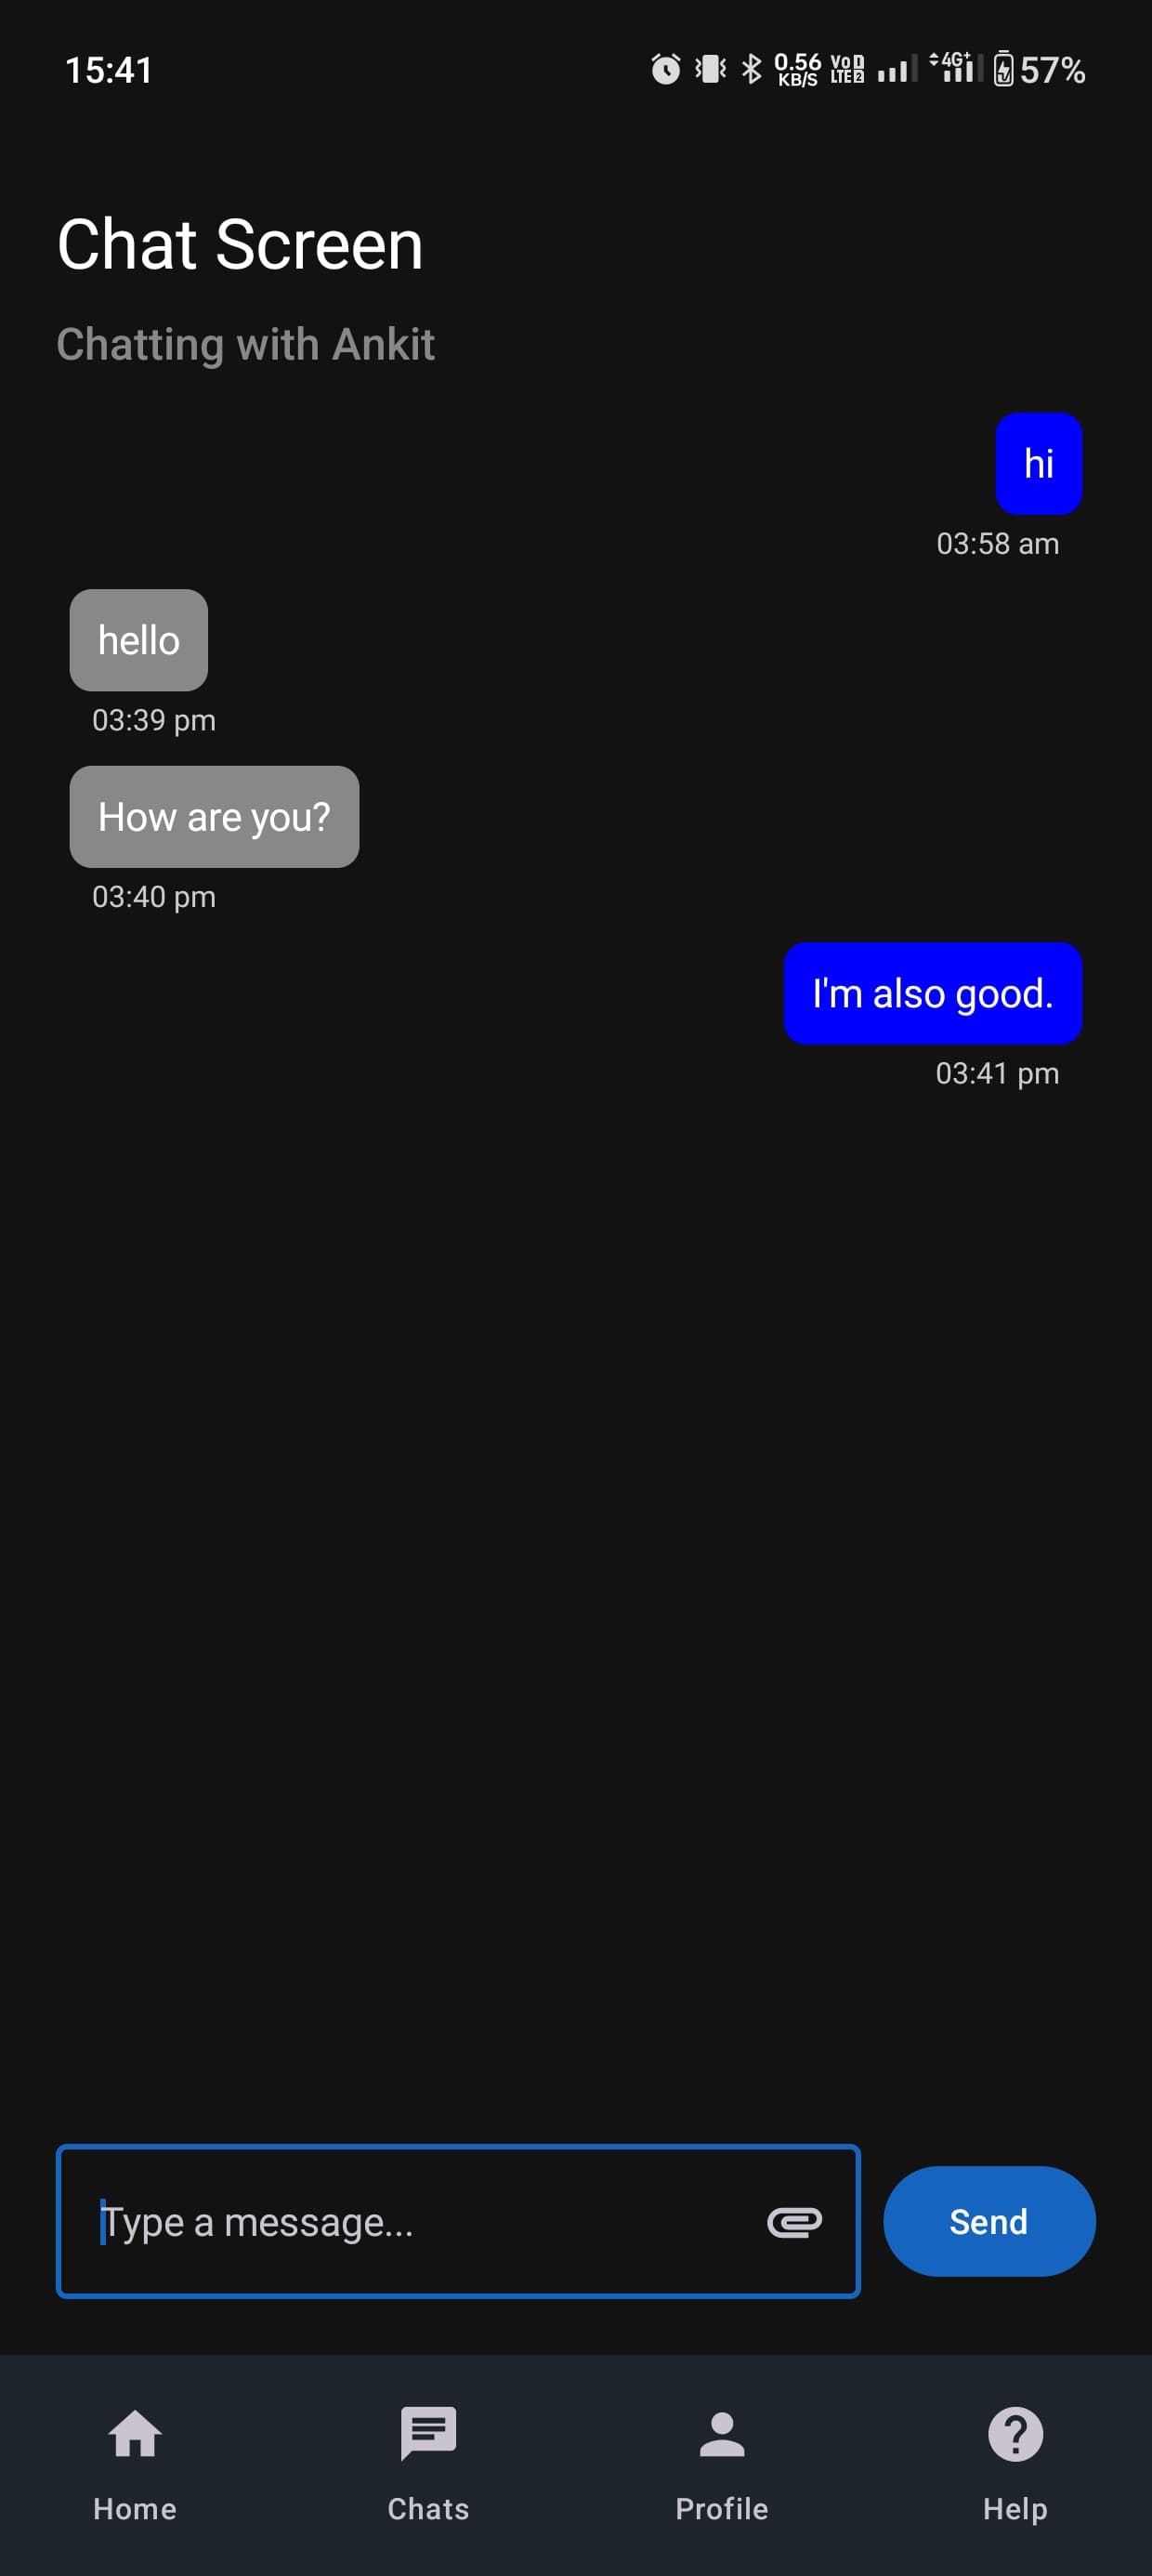 15:41
0.56 KB/S
Vo 1
LTE 2
4G+
57%
Chat Screen
Chatting with Ankit
hi
03:58 am
hello
03:39 pm
How are you?
03:40 pm
I'm also good.
03:41 pm
Type a message...
Send
Home
Chats
Profile
Help